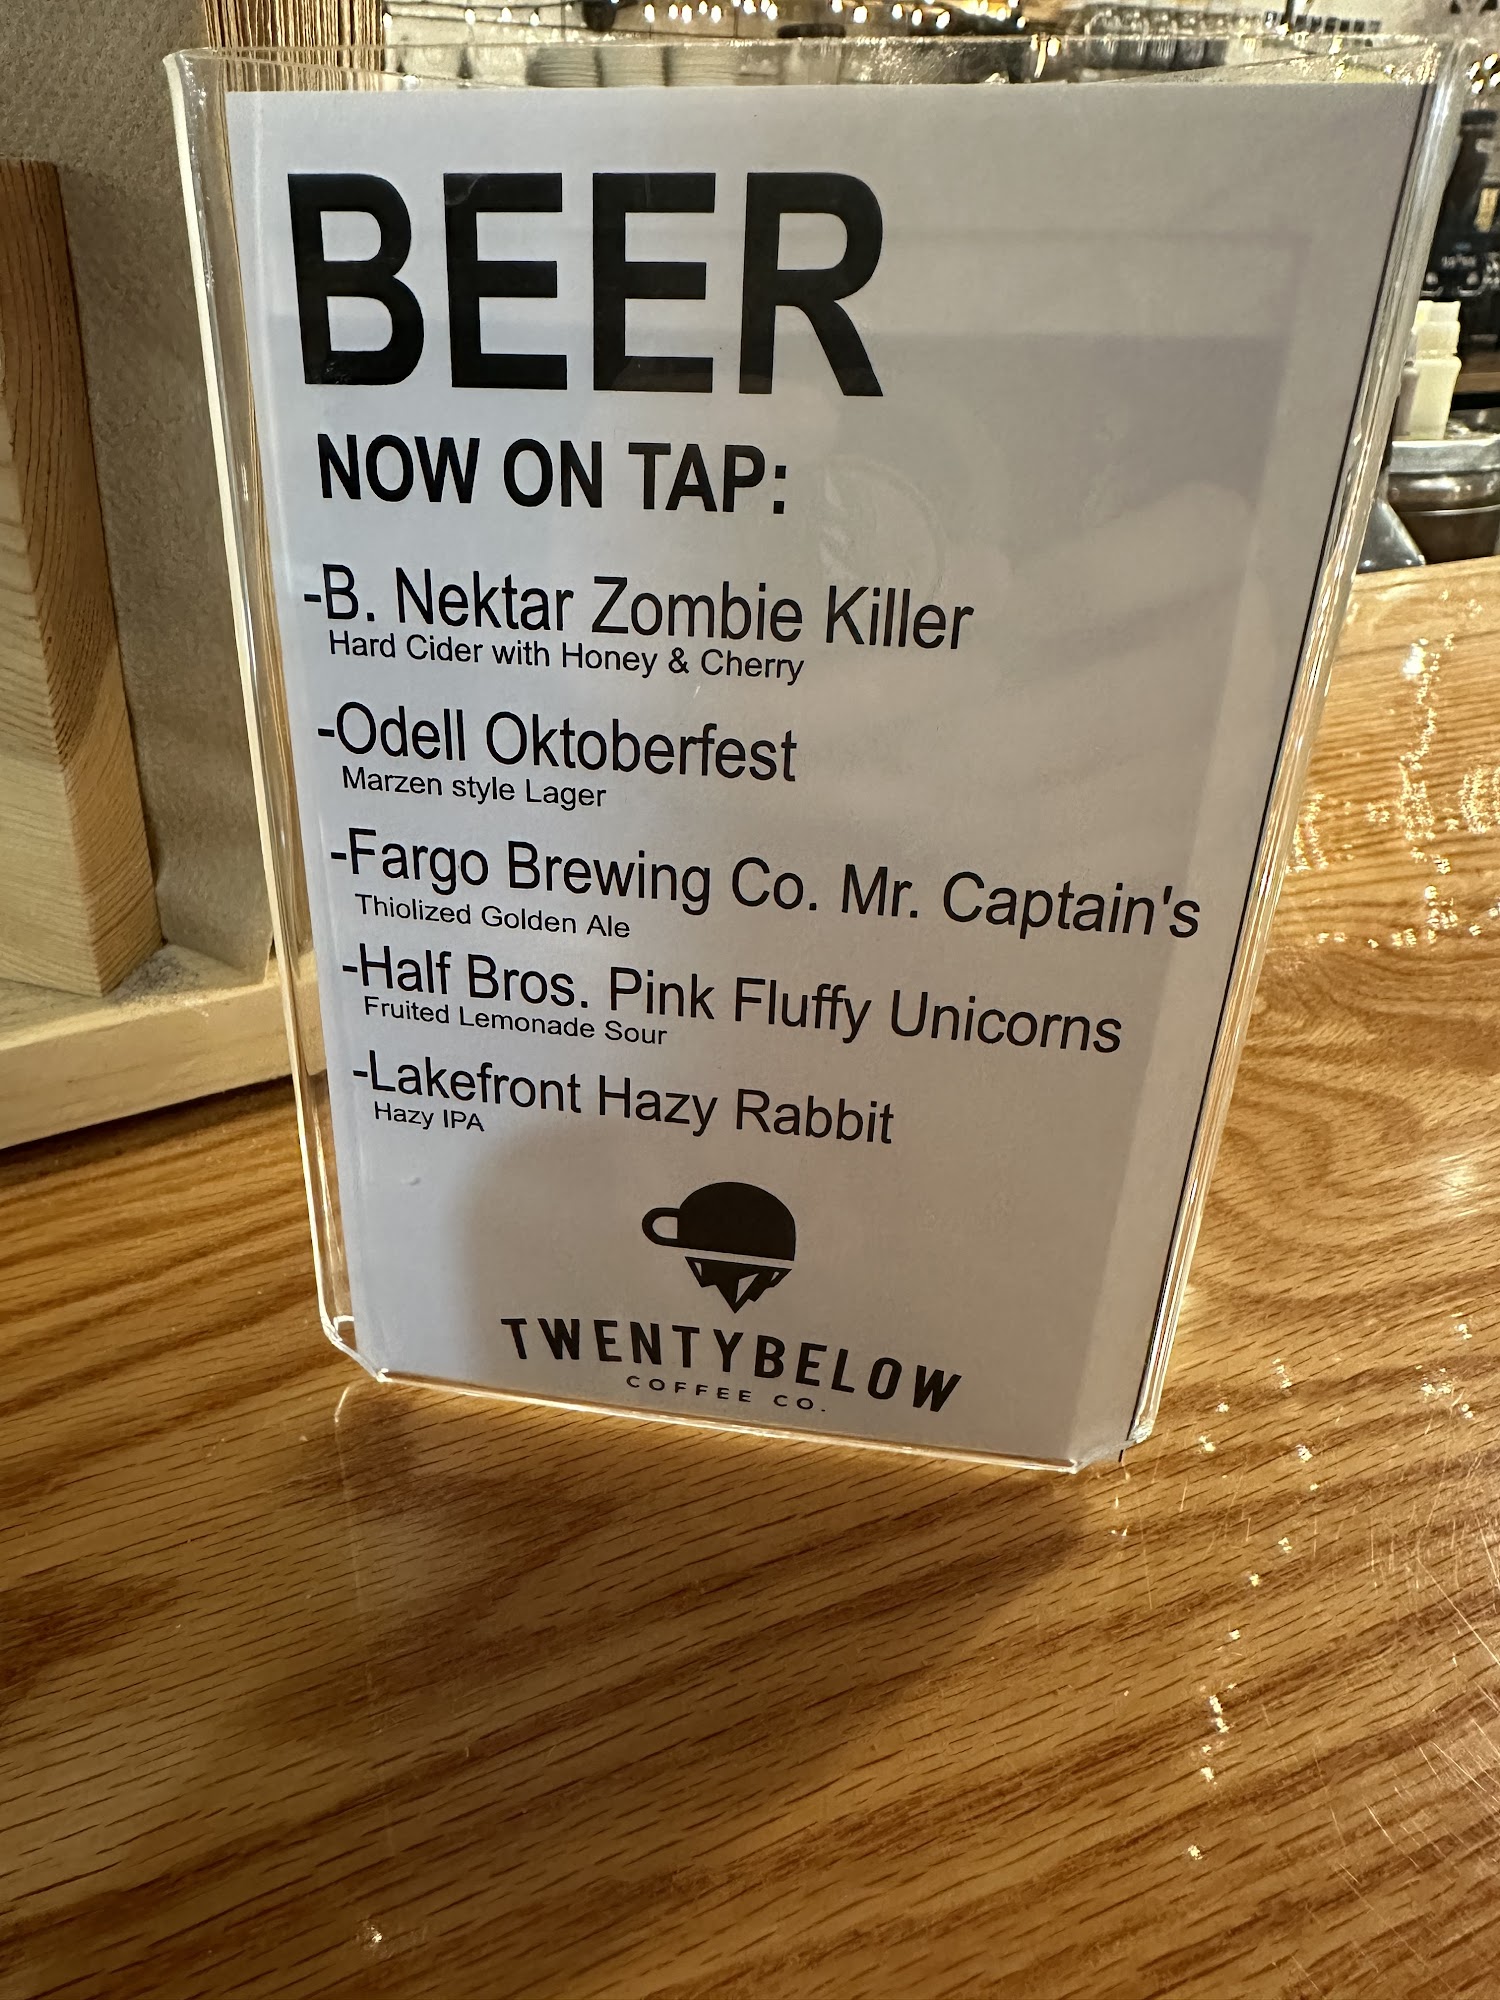 BEER
NOW ON TAP:
-B. Nektar Zombie Killer
Hard Cider with Honey & Cherry
-Odell Oktoberfest
Marzen style Lager
-Fargo Brewing Co. Mr. Captain's
Thiolized Golden Ale
-Half Bros. Pink Fluffy Unicorns
Fruited Lemonade Sour
-Lakefront Hazy Rabbit
Hazy IPA
TWENTYBELOW
COFFEE CO.